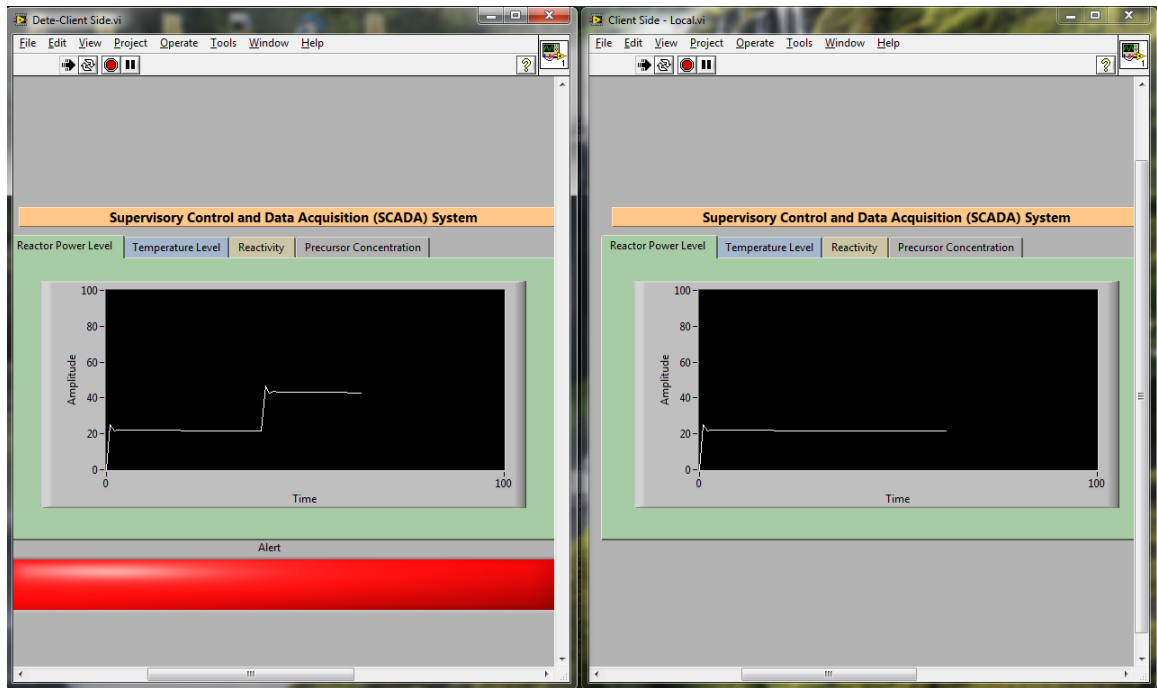 Dete-Client Side.vi
File Edit View Project Operate Tools Window Help
?
1
Supervisory Control and Data Acquisition (SCADA) System
Reactor Power Level Temperature Level Reactivity Precursor Concentration
100
80
60
40
20
0
Amplitude
0 100
Time
Alert
Client Side - Local.vi
File Edit View Project Operate Tools Window Help
?
1
Supervisory Control and Data Acquisition (SCADA) System
Reactor Power Level Temperature Level Reactivity Precursor Concentration
100
80
60
40
20
0
Amplitude
0 100
Time